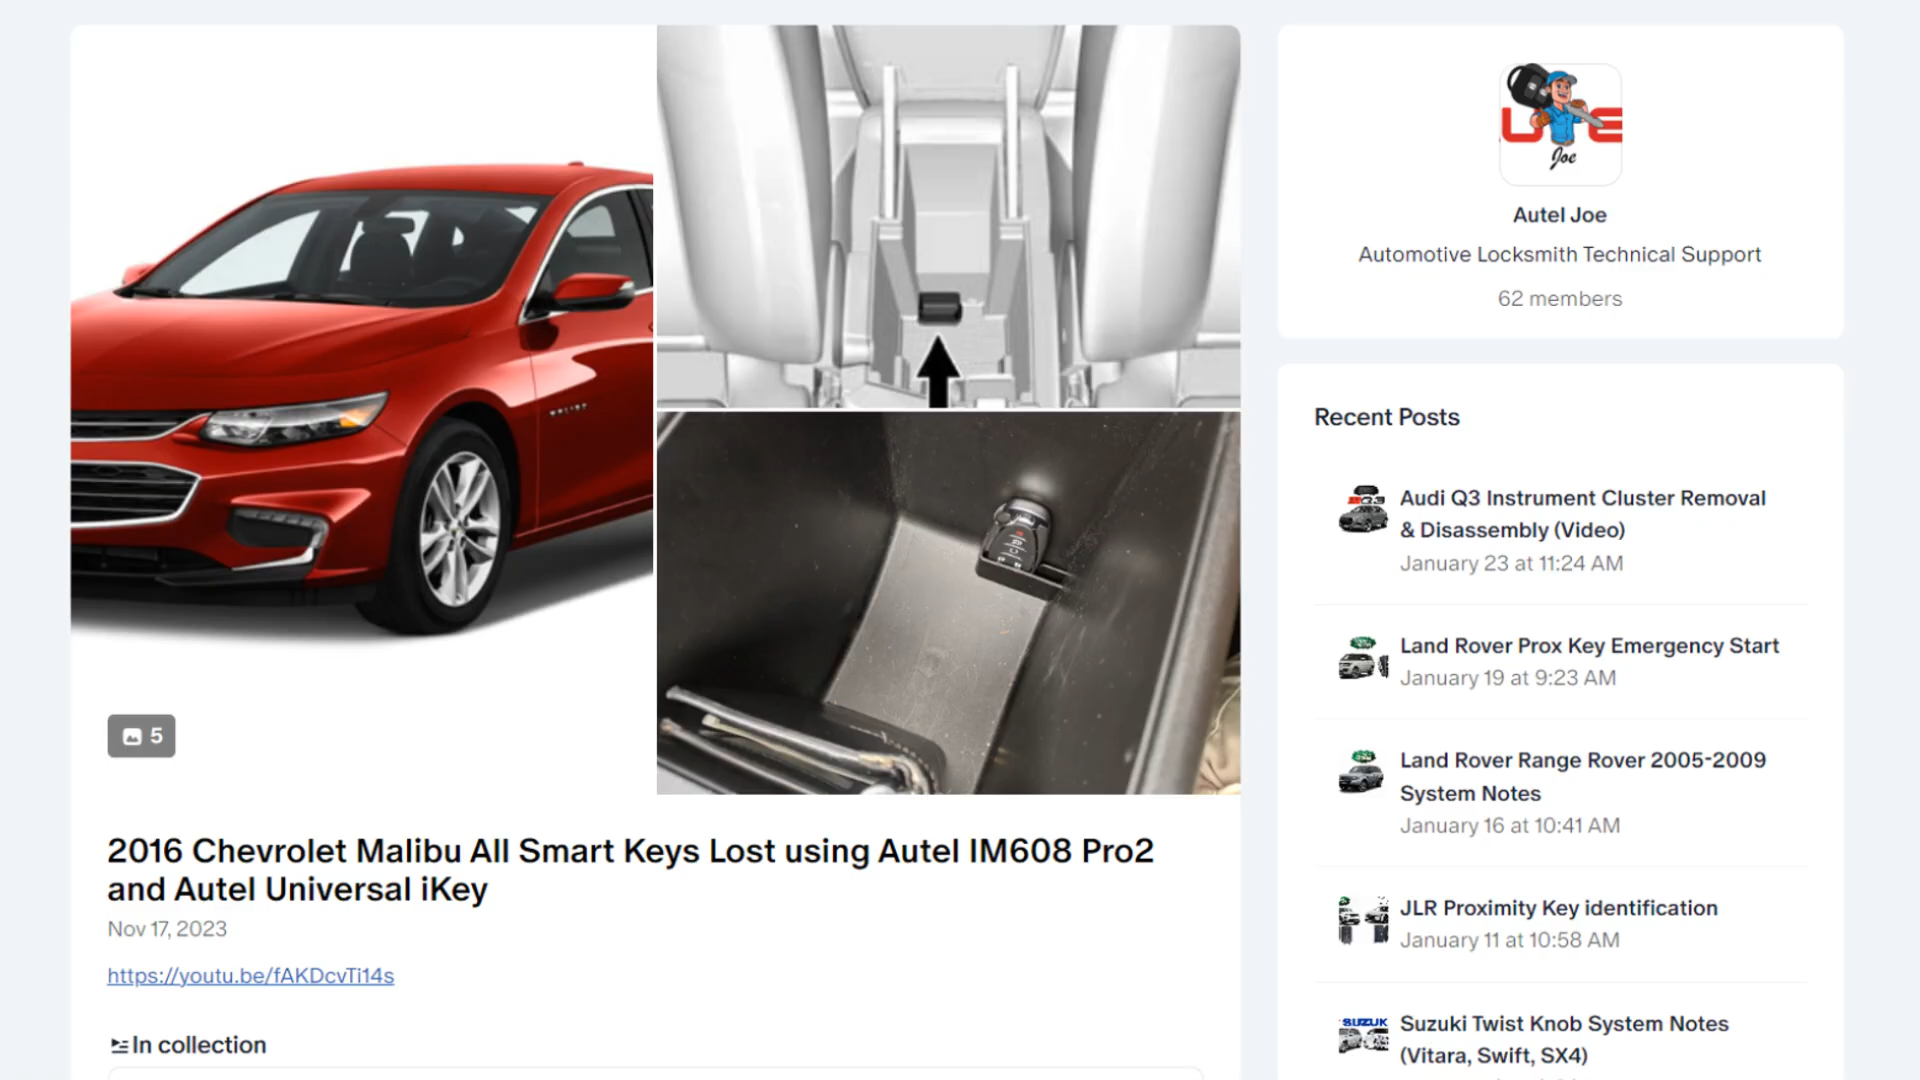 MALIBU
5
2016 Chevrolet Malibu All Smart Keys Lost using Autel IM608 Pro2
and Autel Universal iKey
Nov 17, 2023
https://youtu.be/fAKDcvTi14s
In collection
Joe
Autel Joe
Automotive Locksmith Technical Support
62 members
Recent Posts
Audi Q3 Instrument Cluster Removal
& Disassembly (Video)
January 23 at 11:24 AM
Land Rover Prox Key Emergency Start
January 19 at 9:23 AM
Land Rover Range Rover 2005-2009
System Notes
January 16 at 10:41 AM
JLR Proximity Key identification
January 11 at 10:58 AM
SUZUK
Suzuki Twist Knob System Notes
(Vitara, Swift, SX4)